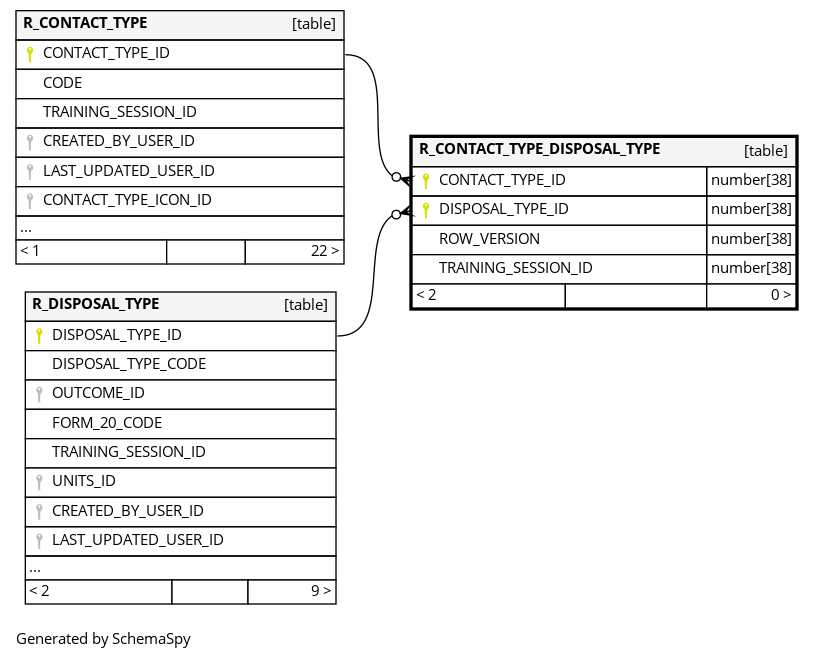 R_CONTACT_TYPE [table]
CONTACT_TYPE_ID
CODE
TRAINING_SESSION_ID
CREATED_BY_USER_ID
LAST_UPDATED_USER_ID
CONTACT_TYPE_ICON_ID
...
< 1 22 >
R_CONTACT_TYPE_DISPOSAL_TYPE [table]
CONTACT_TYPE_ID number[38]
DISPOSAL_TYPE_ID number[38]
ROW_VERSION number[38]
TRAINING_SESSION_ID number[38]
< 2 0 >
R_DISPOSAL_TYPE [table]
DISPOSAL_TYPE_ID
DISPOSAL_TYPE_CODE
OUTCOME_ID
FORM_20_CODE
TRAINING_SESSION_ID
UNITS_ID
CREATED_BY_USER_ID
LAST_UPDATED_USER_ID
...
< 2 9 >
Generated by SchemaSpy